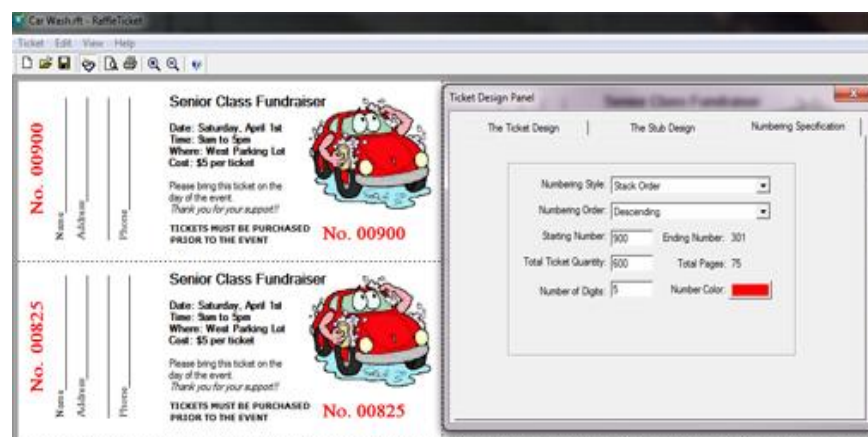 Car Wash.rft - RaffleTicket
Ticket Edit View Help
No. 00900
Name
Address
Phone
Senior Class Fundraiser
Date: Saturday, April 1st
Time: 9am to 5pm
Where: West Parking Lot
Cost: $5 per ticket
Please bring this ticket on the
day of the event.
Thank you for your support!!
TICKETS MUST BE PURCHASED
PRIOR TO THE EVENT
No. 00900
No. 00825
Name
Address
Phone
Senior Class Fundraiser
Date: Saturday, April 1st
Time: 9am to 5pm
Where: West Parking Lot
Cost: $5 per ticket
Please bring this ticket on the
day of the event.
Thank you for your support!!
TICKETS MUST BE PURCHASED
PRIOR TO THE EVENT
No. 00825
Ticket Design Panel
Senior Class Fundraiser
The Ticket Design The Stub Design Numbering Specification
Numbering Style: Stack Order
Numbering Order: Descending
Starting Number: 900 Ending Number: 301
Total Ticket Quantity: 600 Total Pages: 75
Number of Digits: 5 Number Color: